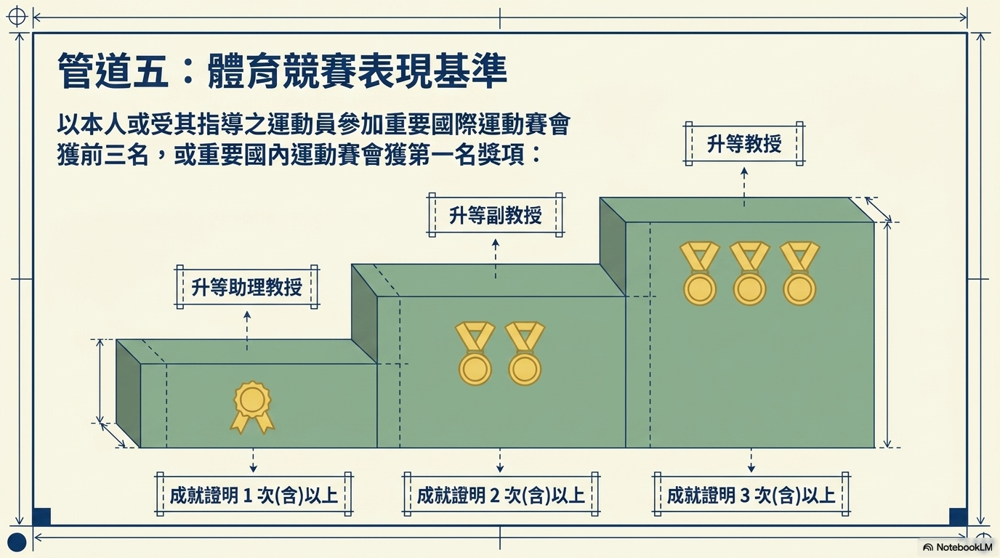 管道五：體育競賽表現基準
以本人或受其指導之運動員參加重要國際運動賽會
獲前三名，或重要國內運動賽會獲第一名獎項：
升等助理教授
升等副教授
升等教授
成就證明 1 次(含)以上
成就證明 2 次(含)以上
成就證明 3 次(含)以上
NotebookLM